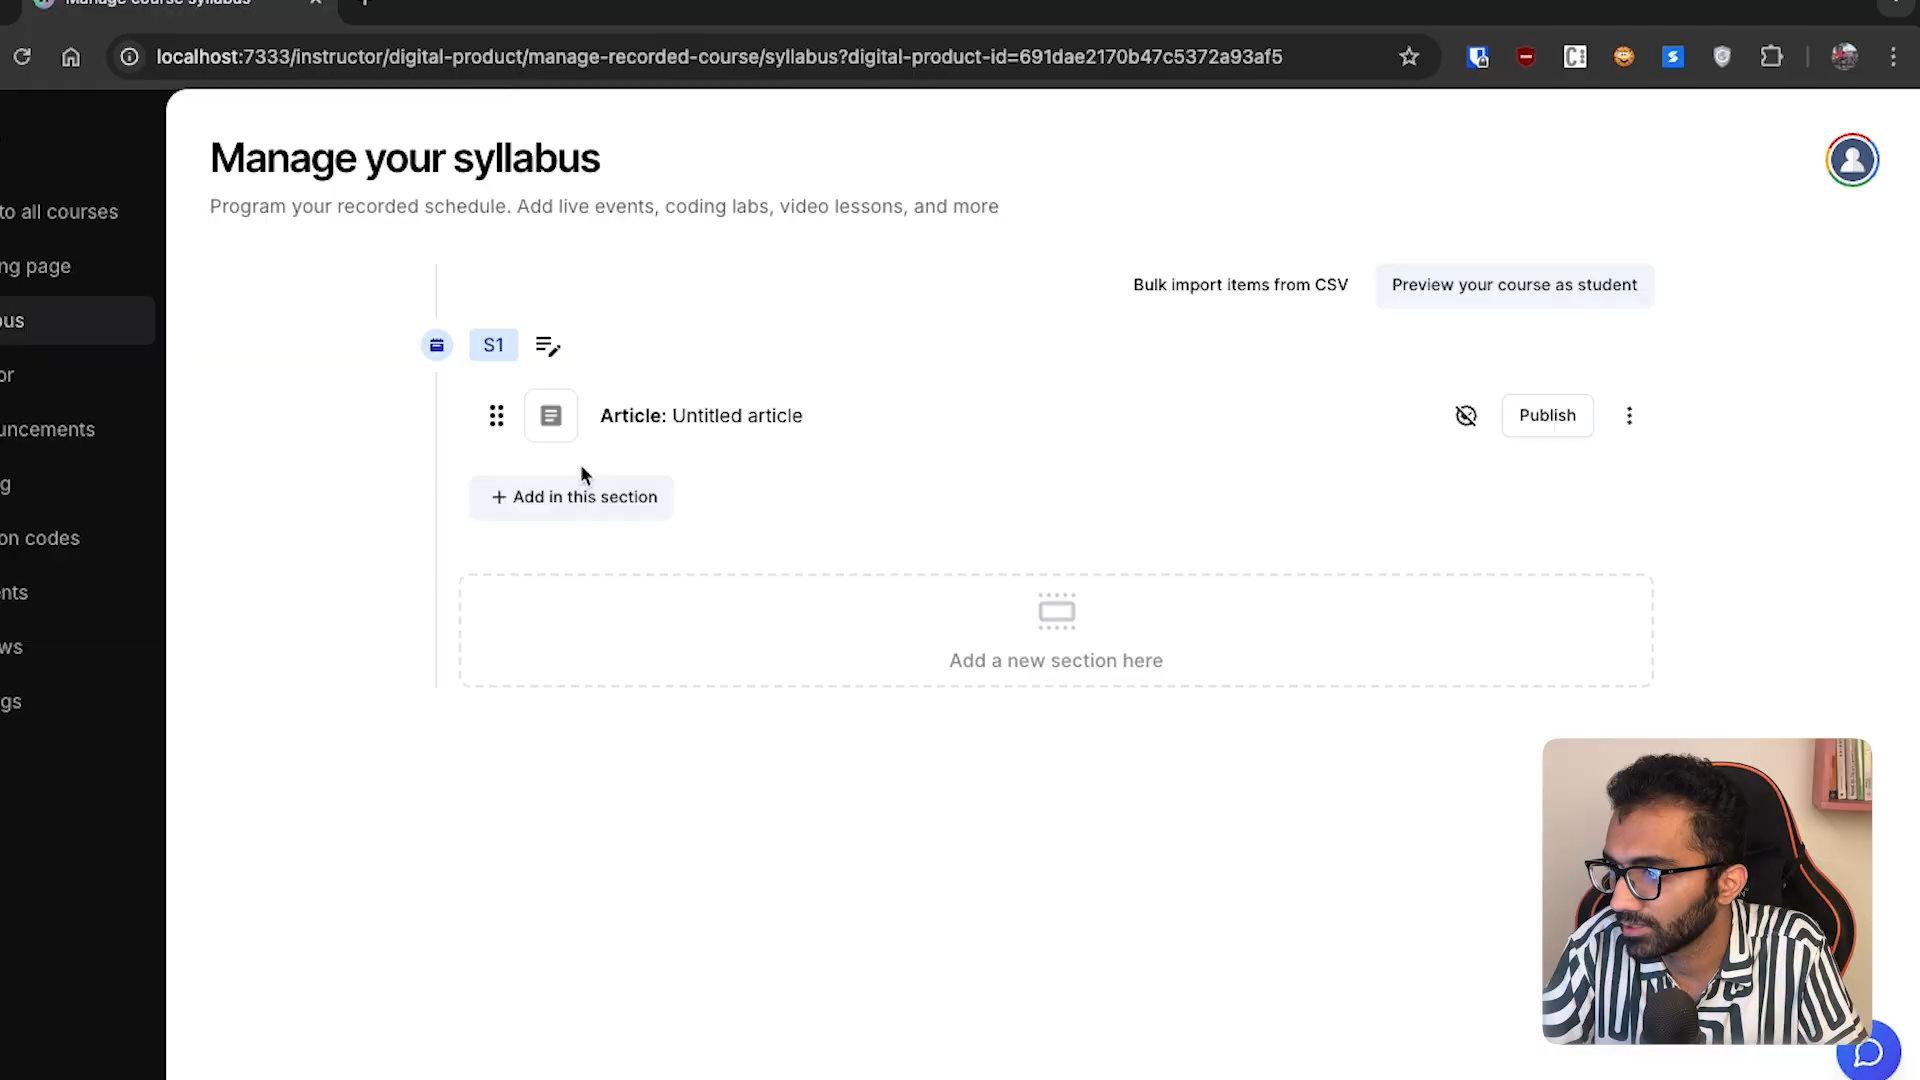 Manage course syllabus
localhost:7333/instructor/digital-product/manage-recorded-course/syllabus?digital-product-id=691dae2170b47c5372a93af5
Manage your syllabus
Program your recorded schedule. Add live events, coding labs, video lessons, and more
to all courses
ng page
us
or
uncements
g
on codes
nts
ws
gs
Bulk import items from CSV
Preview your course as student
S1
Article: Untitled article
Publish
+ Add in this section
Add a new section here